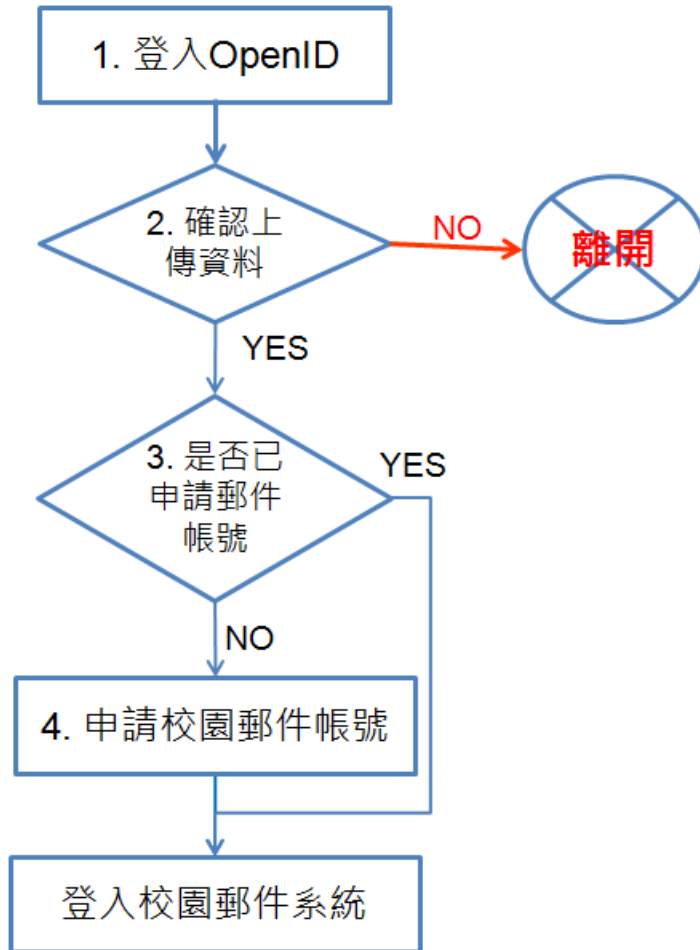 1. 登入OpenID
2. 確認上
傳資料
NO
離開
YES
3. 是否已
申請郵件
帳號
YES
NO
4. 申請校園郵件帳號
登入校園郵件系統